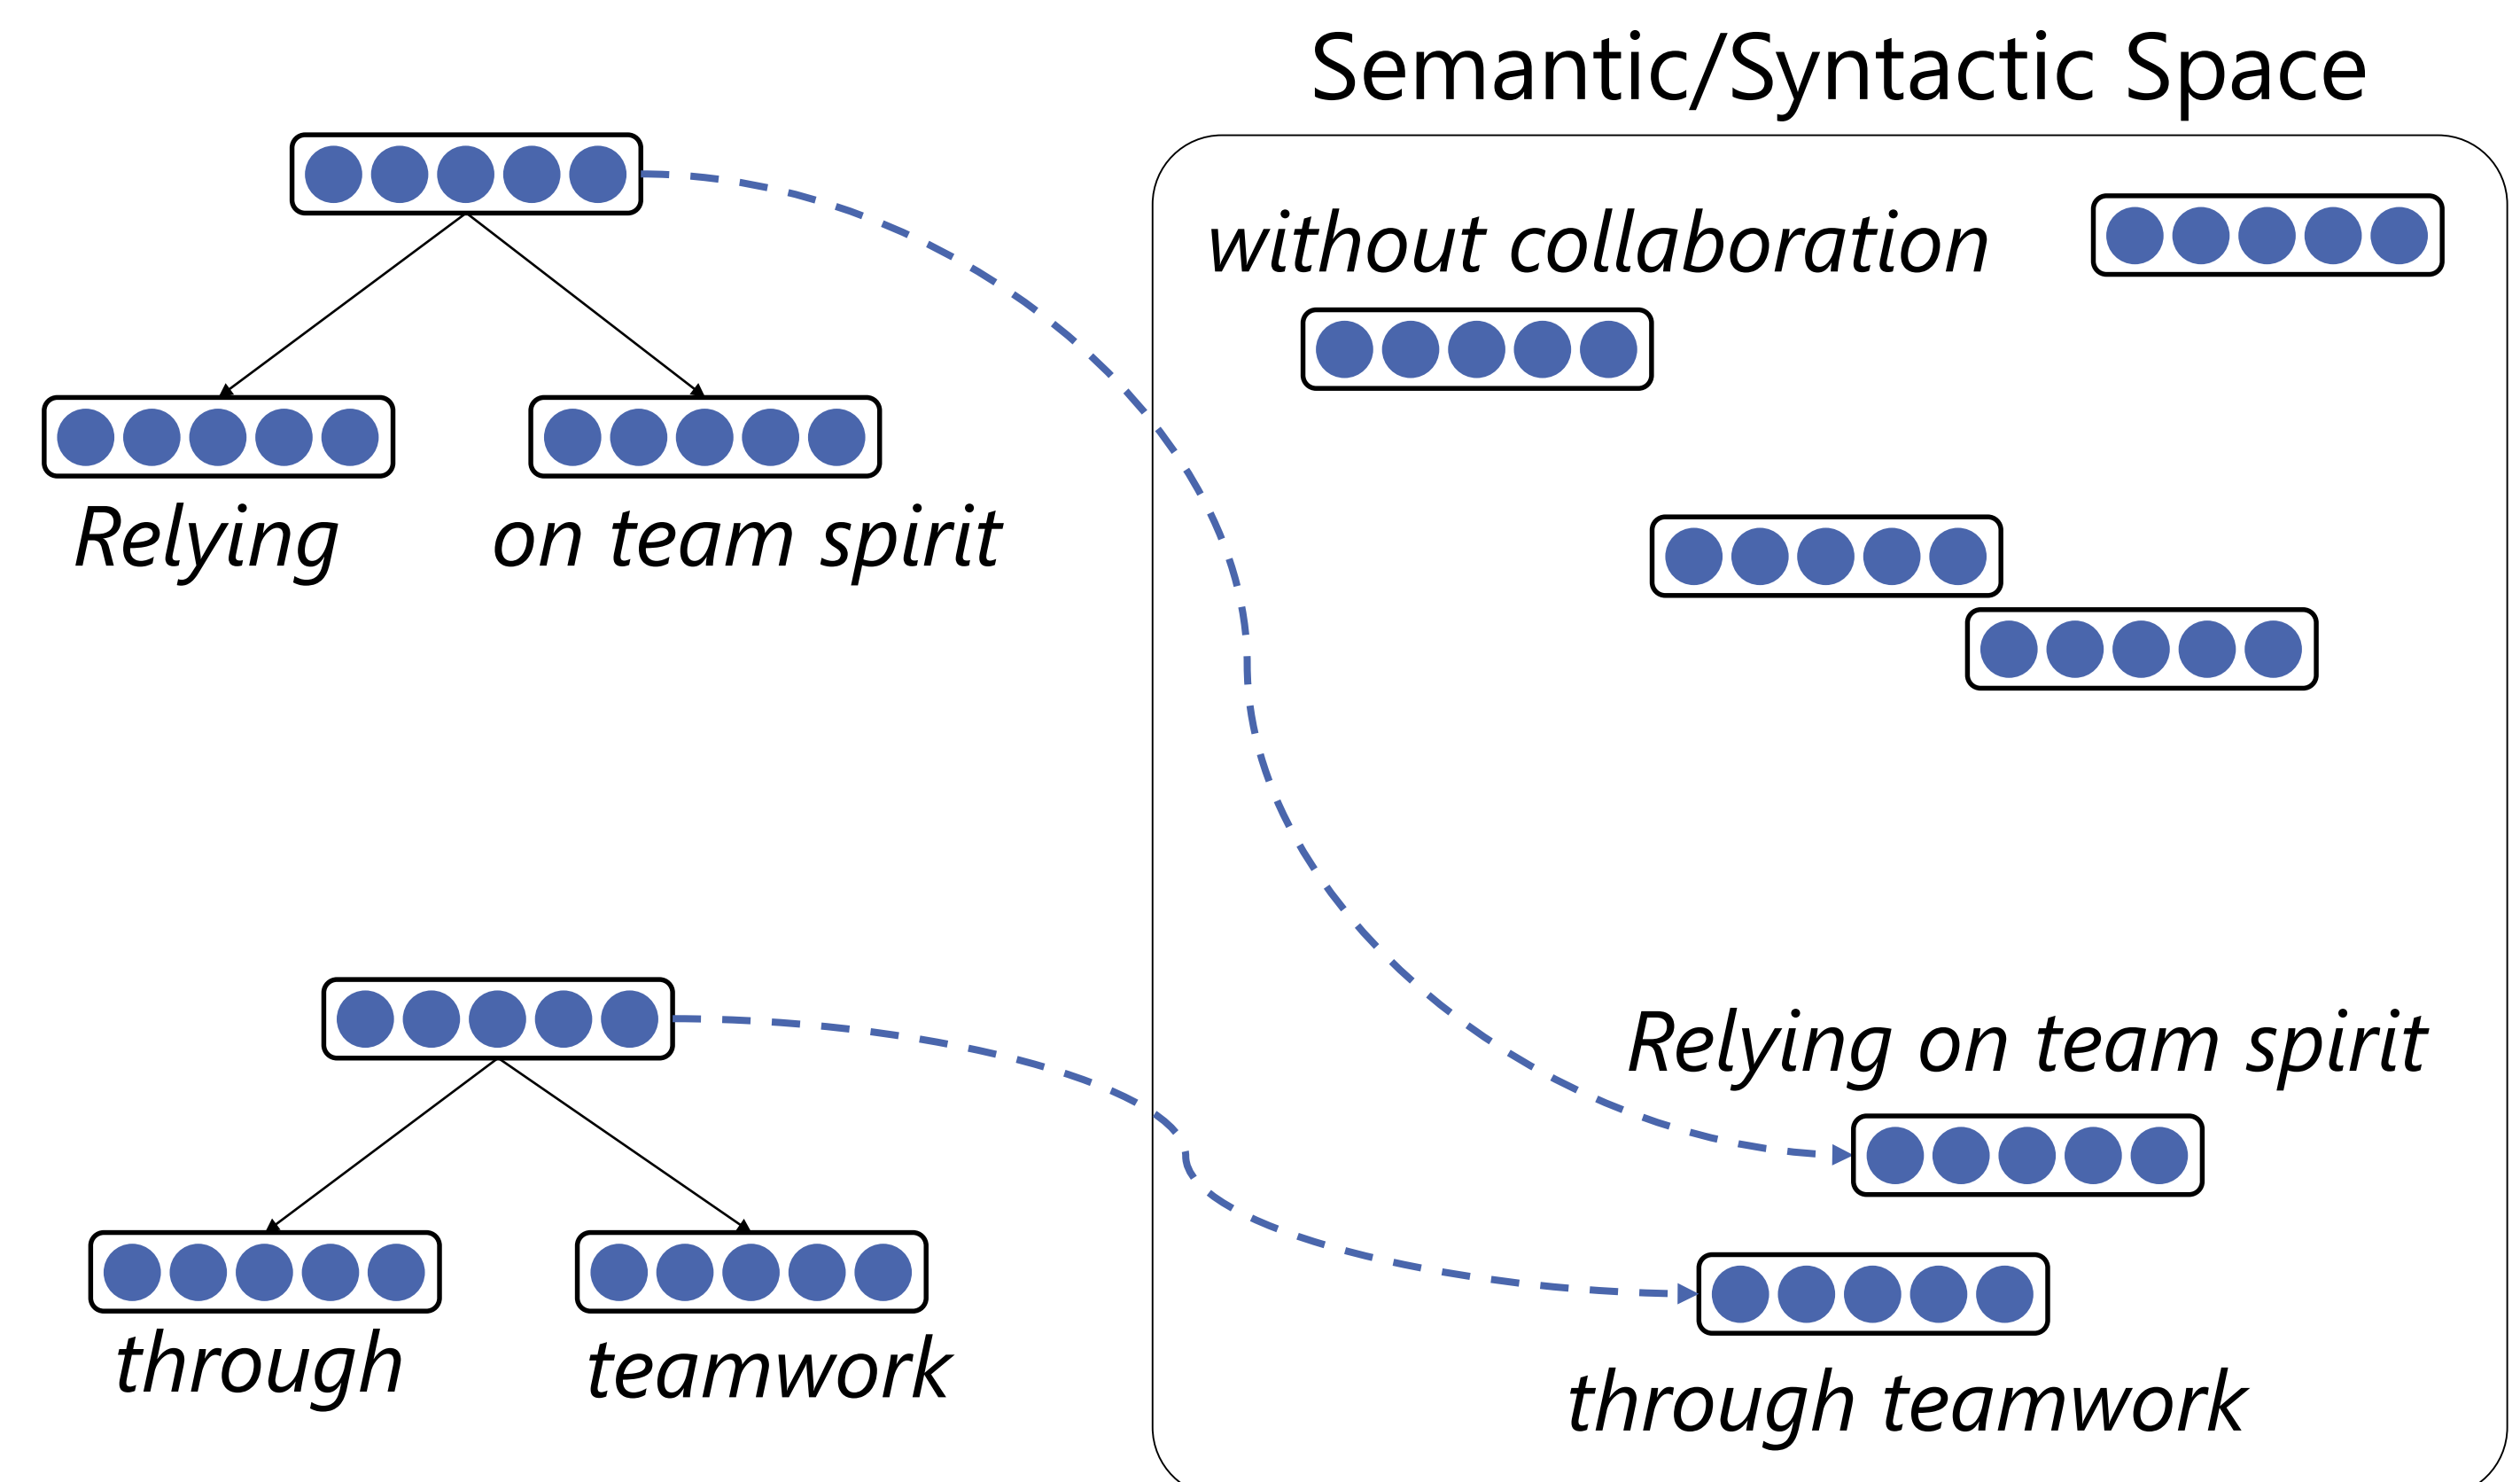 Semantic/Syntactic Space
without collaboration
Relying
on team spirit
Relying on team spirit
through
teamwork
through teamwork